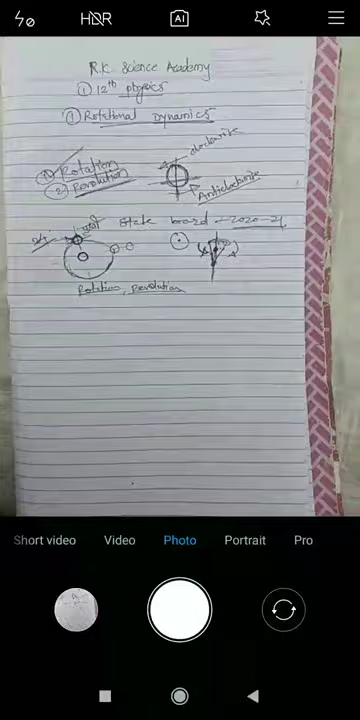 HDR
AI
R.K. Science Academy
① 12th physics
① Rotational Dynamics
clockwise
① Rotation
② Revolution
Anticlockwise
State board - 2020-21
Rotation, Revolution
Short video Video Photo Portrait Pro